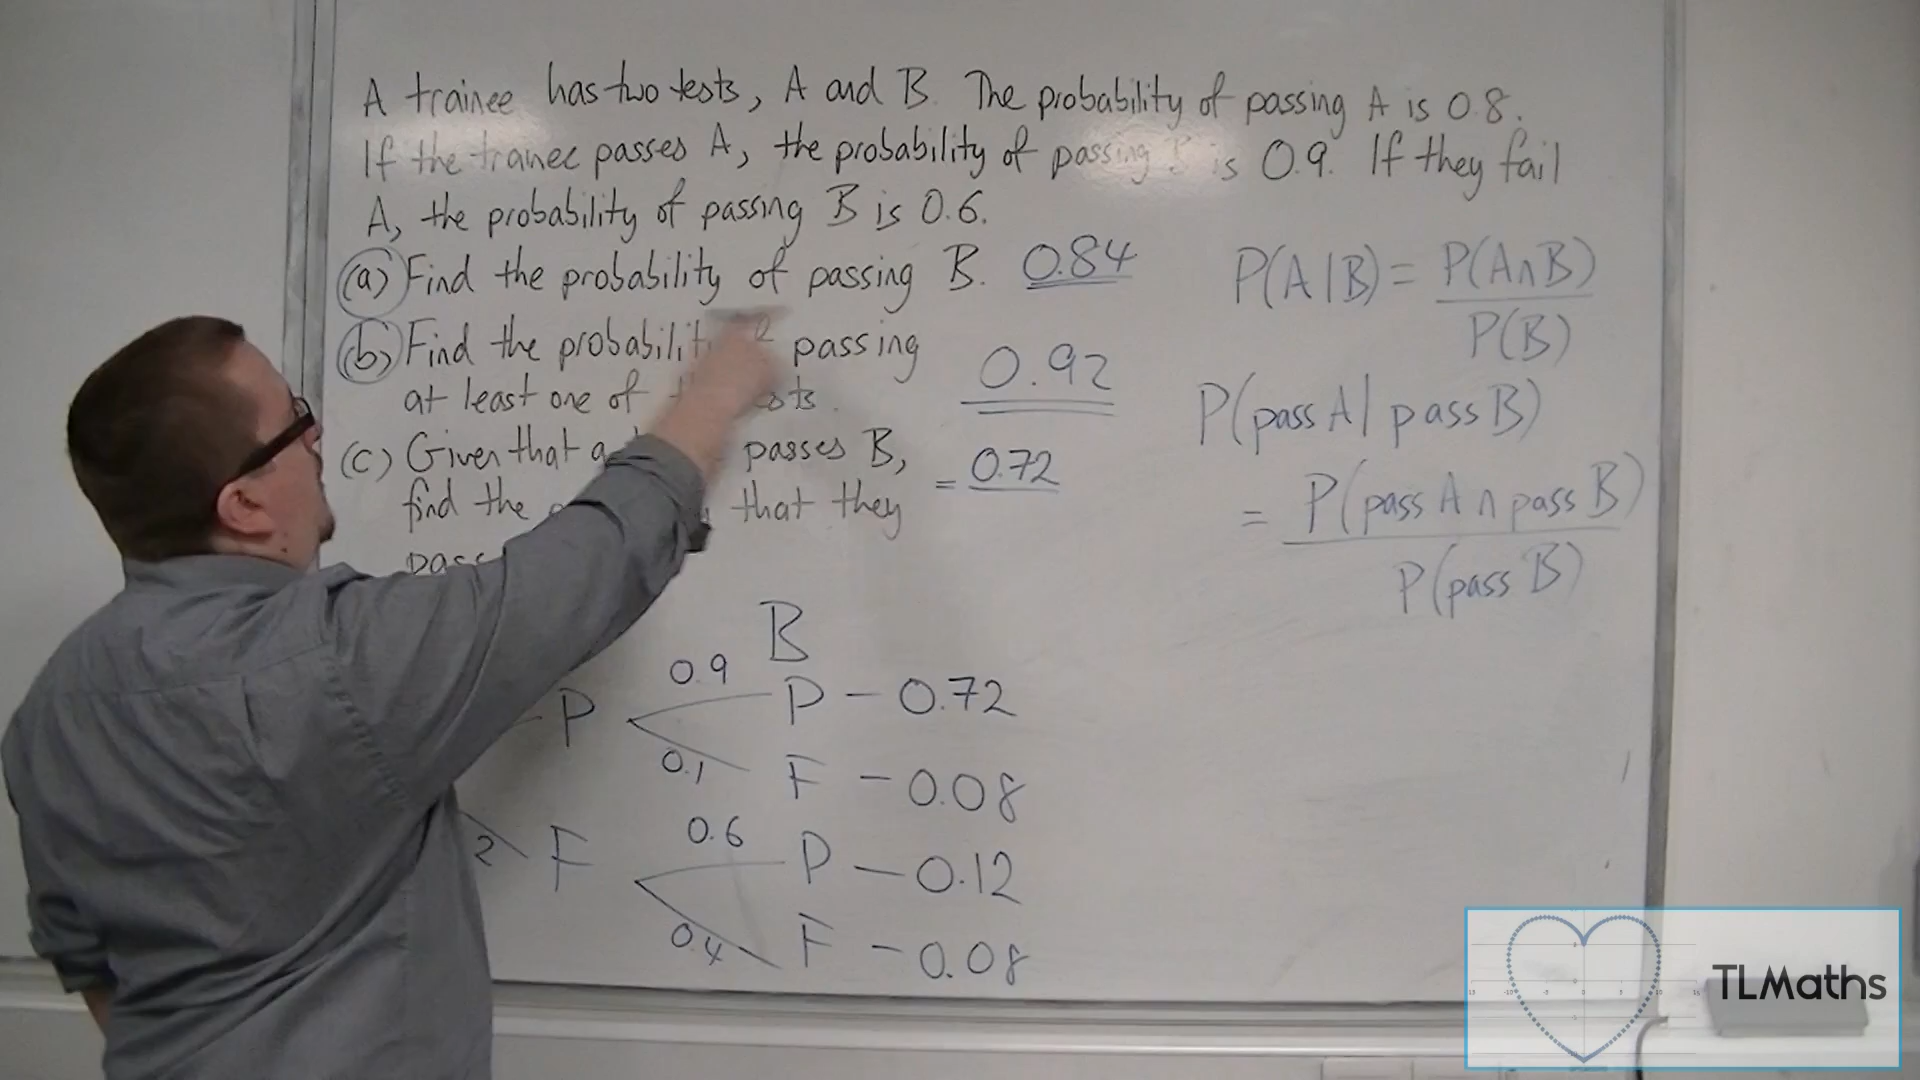 A trainee has two tests, A and B. The probability of passing A is 0.8.
If the trainee passes A, the probability of passing B is 0.9. If they fail
A, the probability of passing B is 0.6.
(a) Find the probability of passing B. 0.84
(b) Find the probability passing
at least one of 0.92
(c) Given that a passes B,
find the that they = 0.72
P(A|B) = P(A∩B)
P(B)
P(pass A | pass B)
= P(pass A ∩ pass B)
P(pass B)
B
P 0.9 P - 0.72
0.1 F - 0.08
2 F 0.6 P - 0.12
0.4 F - 0.08
TLMaths